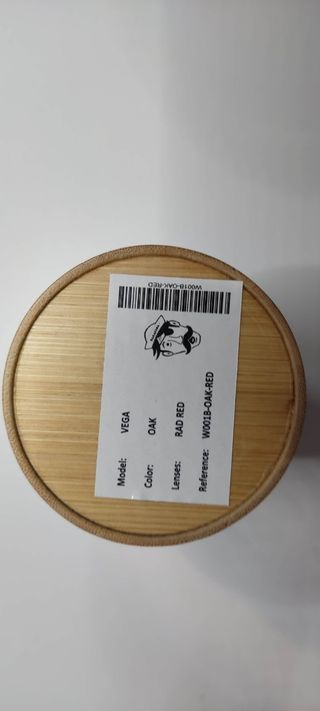 Model: VEGA
Color: OAK
Lenses: RAD RED
Reference: W001B-OAK-RED
W001B-OAK-RED